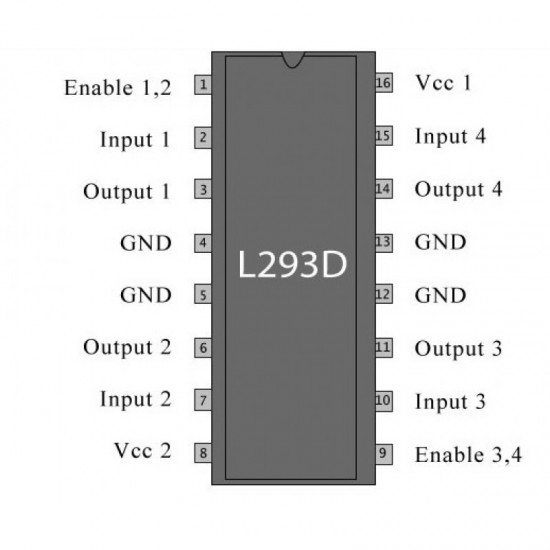 Enable 1,2 1 16 Vcc 1
Input 1 2 15 Input 4
Output 1 3 14 Output 4
GND 4 13 GND
L293D
GND 5 12 GND
Output 2 6 11 Output 3
Input 2 7 10 Input 3
Vcc 2 8 9 Enable 3,4